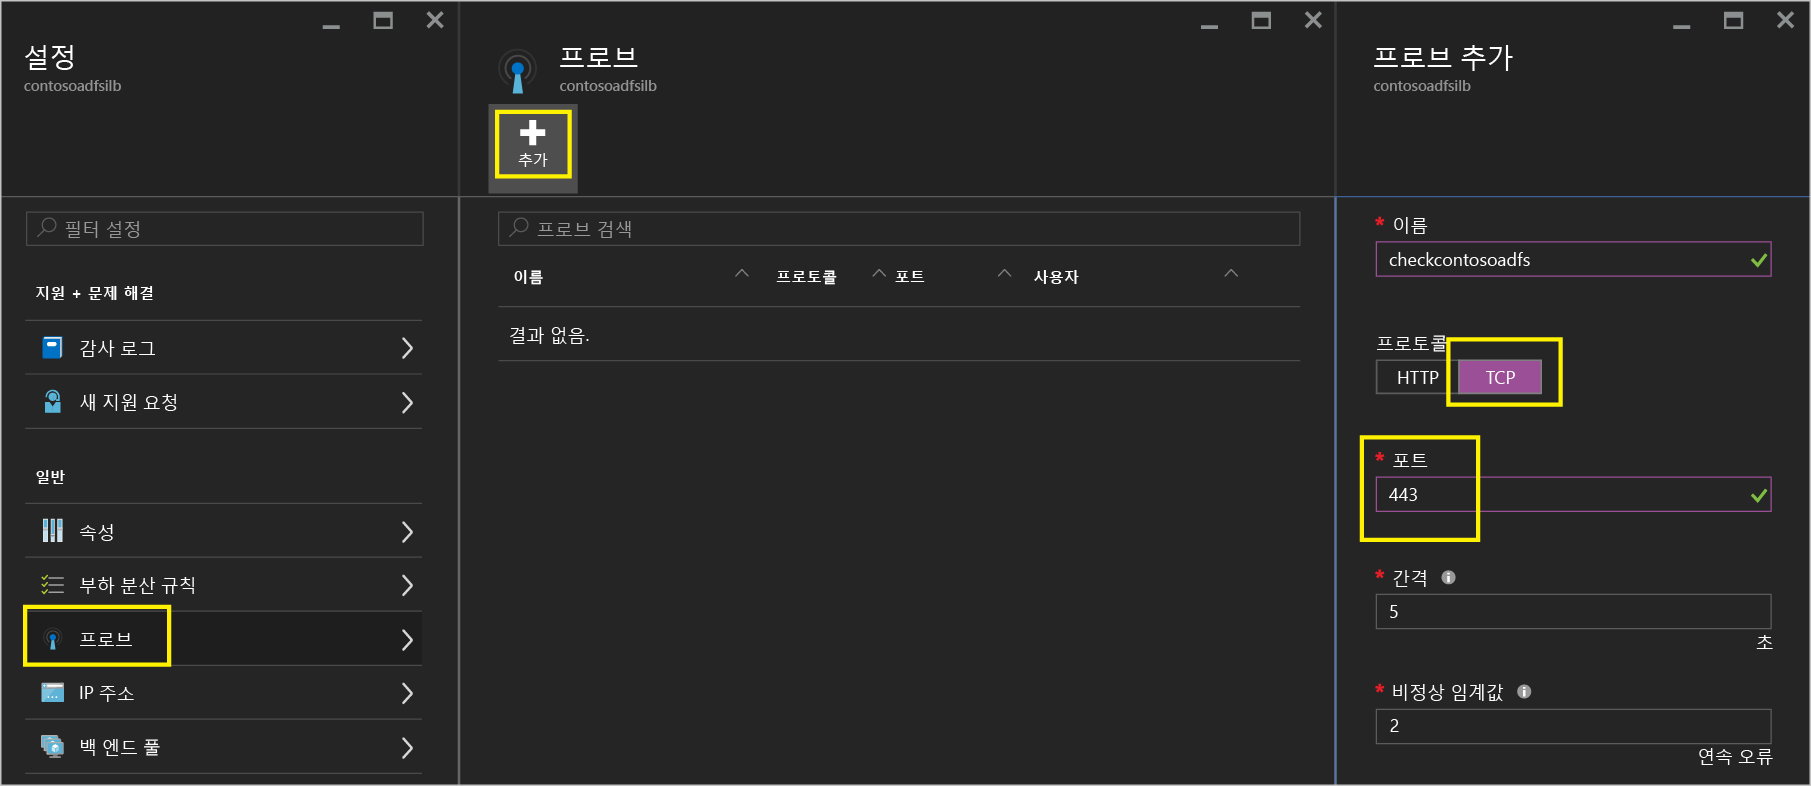 설정
contosoadfsilb
필터 설정
지원 + 문제 해결
감사 로그
새 지원 요청
일반
속성
부하 분산 규칙
프로브
IP 주소
백 엔드 풀
프로브
contosoadfsilb
추가
프로브 검색
이름 프로토콜 포트 사용자
결과 없음.
프로브 추가
contosoadfsilb
* 이름
checkcontosoadfs
프로토콜
HTTP TCP
* 포트
443
* 간격
5
초
* 비정상 임계값
2
연속 오류